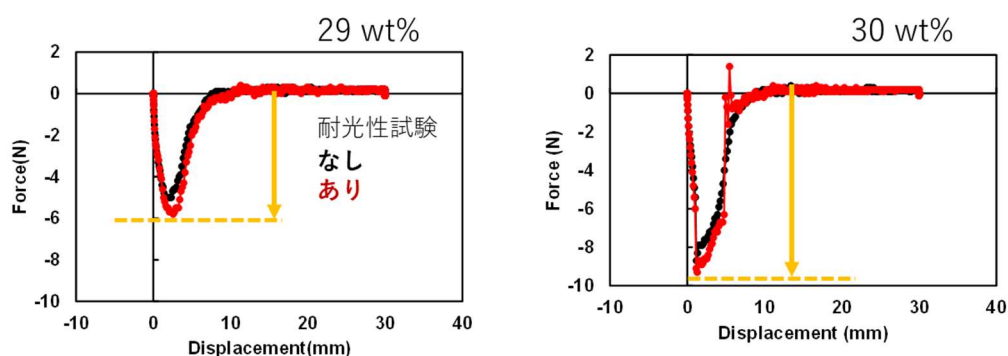 29 wt%
2
0
-2
-4
-6
-8
-10
-10 0 10 20 30 40
Force(N)
Displacement(mm)
耐光性試験
なし
あり
30 wt%
2
0
-2
-4
-6
-8
-10
-10 0 10 20 30 40
Force (N)
Displacement (mm)